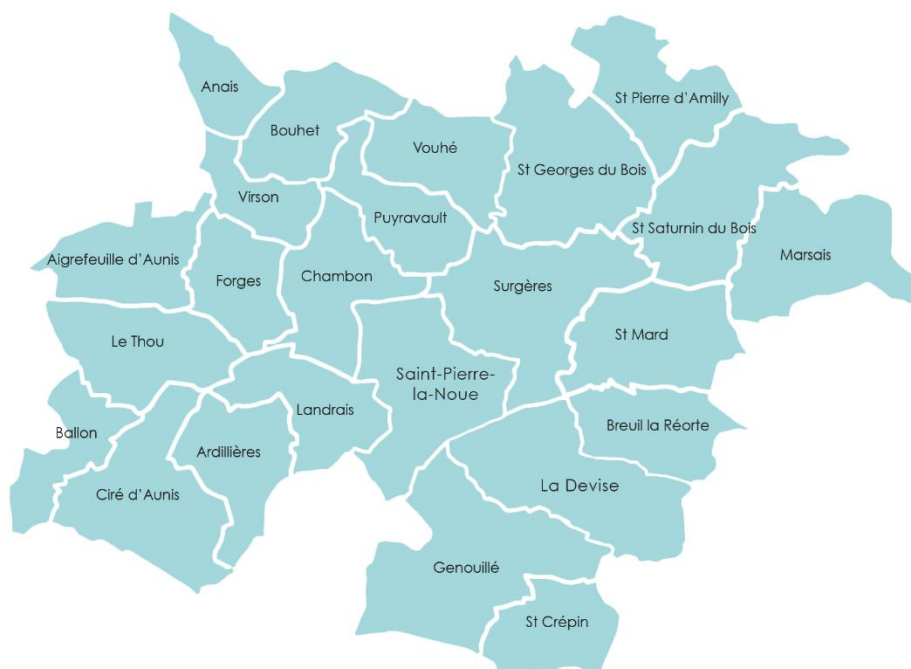 Anais
St Pierre d'Amilly
Bouhet
Vouhé
St Georges du Bois
Virson
Puyravault
St Saturnin du Bois
Aigrefeuille d'Aunis
Marsais
Forges
Chambon
Surgères
Le Thou
St Mard
Saint-Pierre-
la-Noue
Landrais
Breuil la Réorte
Ballon
Ardillières
La Devise
Ciré d'Aunis
Genouillé
St Crépin